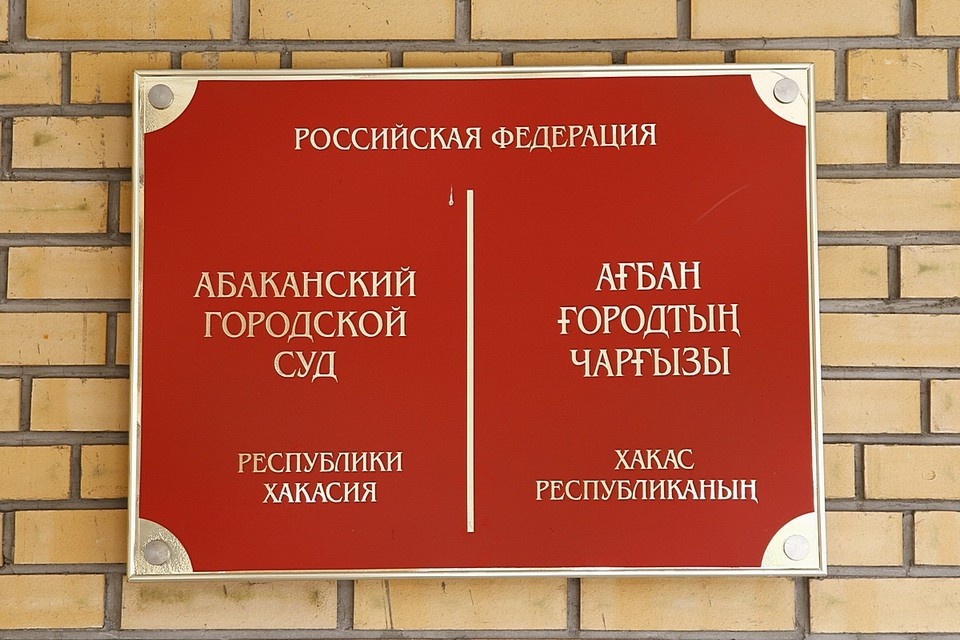 РОССИЙСКАЯ ФЕДЕРАЦИЯ
АБАКАНСКИЙ
ГОРОДСКОЙ
СУД
РЕСПУБЛИКИ
ХАКАСИЯ
АҒБАН
ҒОРОДТЫҢ
ЧАРҒЫЗЫ
ХАКАС
РЕСПУБЛИКАНЫҢ